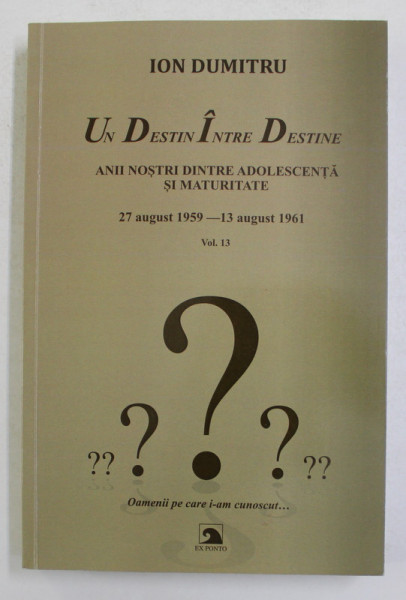 ION DUMITRU
UN DESTIN ÎNTRE DESTINE
ANII NOȘTRI DINTRE ADOLESCENȚĂ
ȘI MATURITATE
27 august 1959 —13 august 1961
Vol. 13
?? ? ? ? ??
Oamenii pe care i-am cunoscut…
EX PONTO